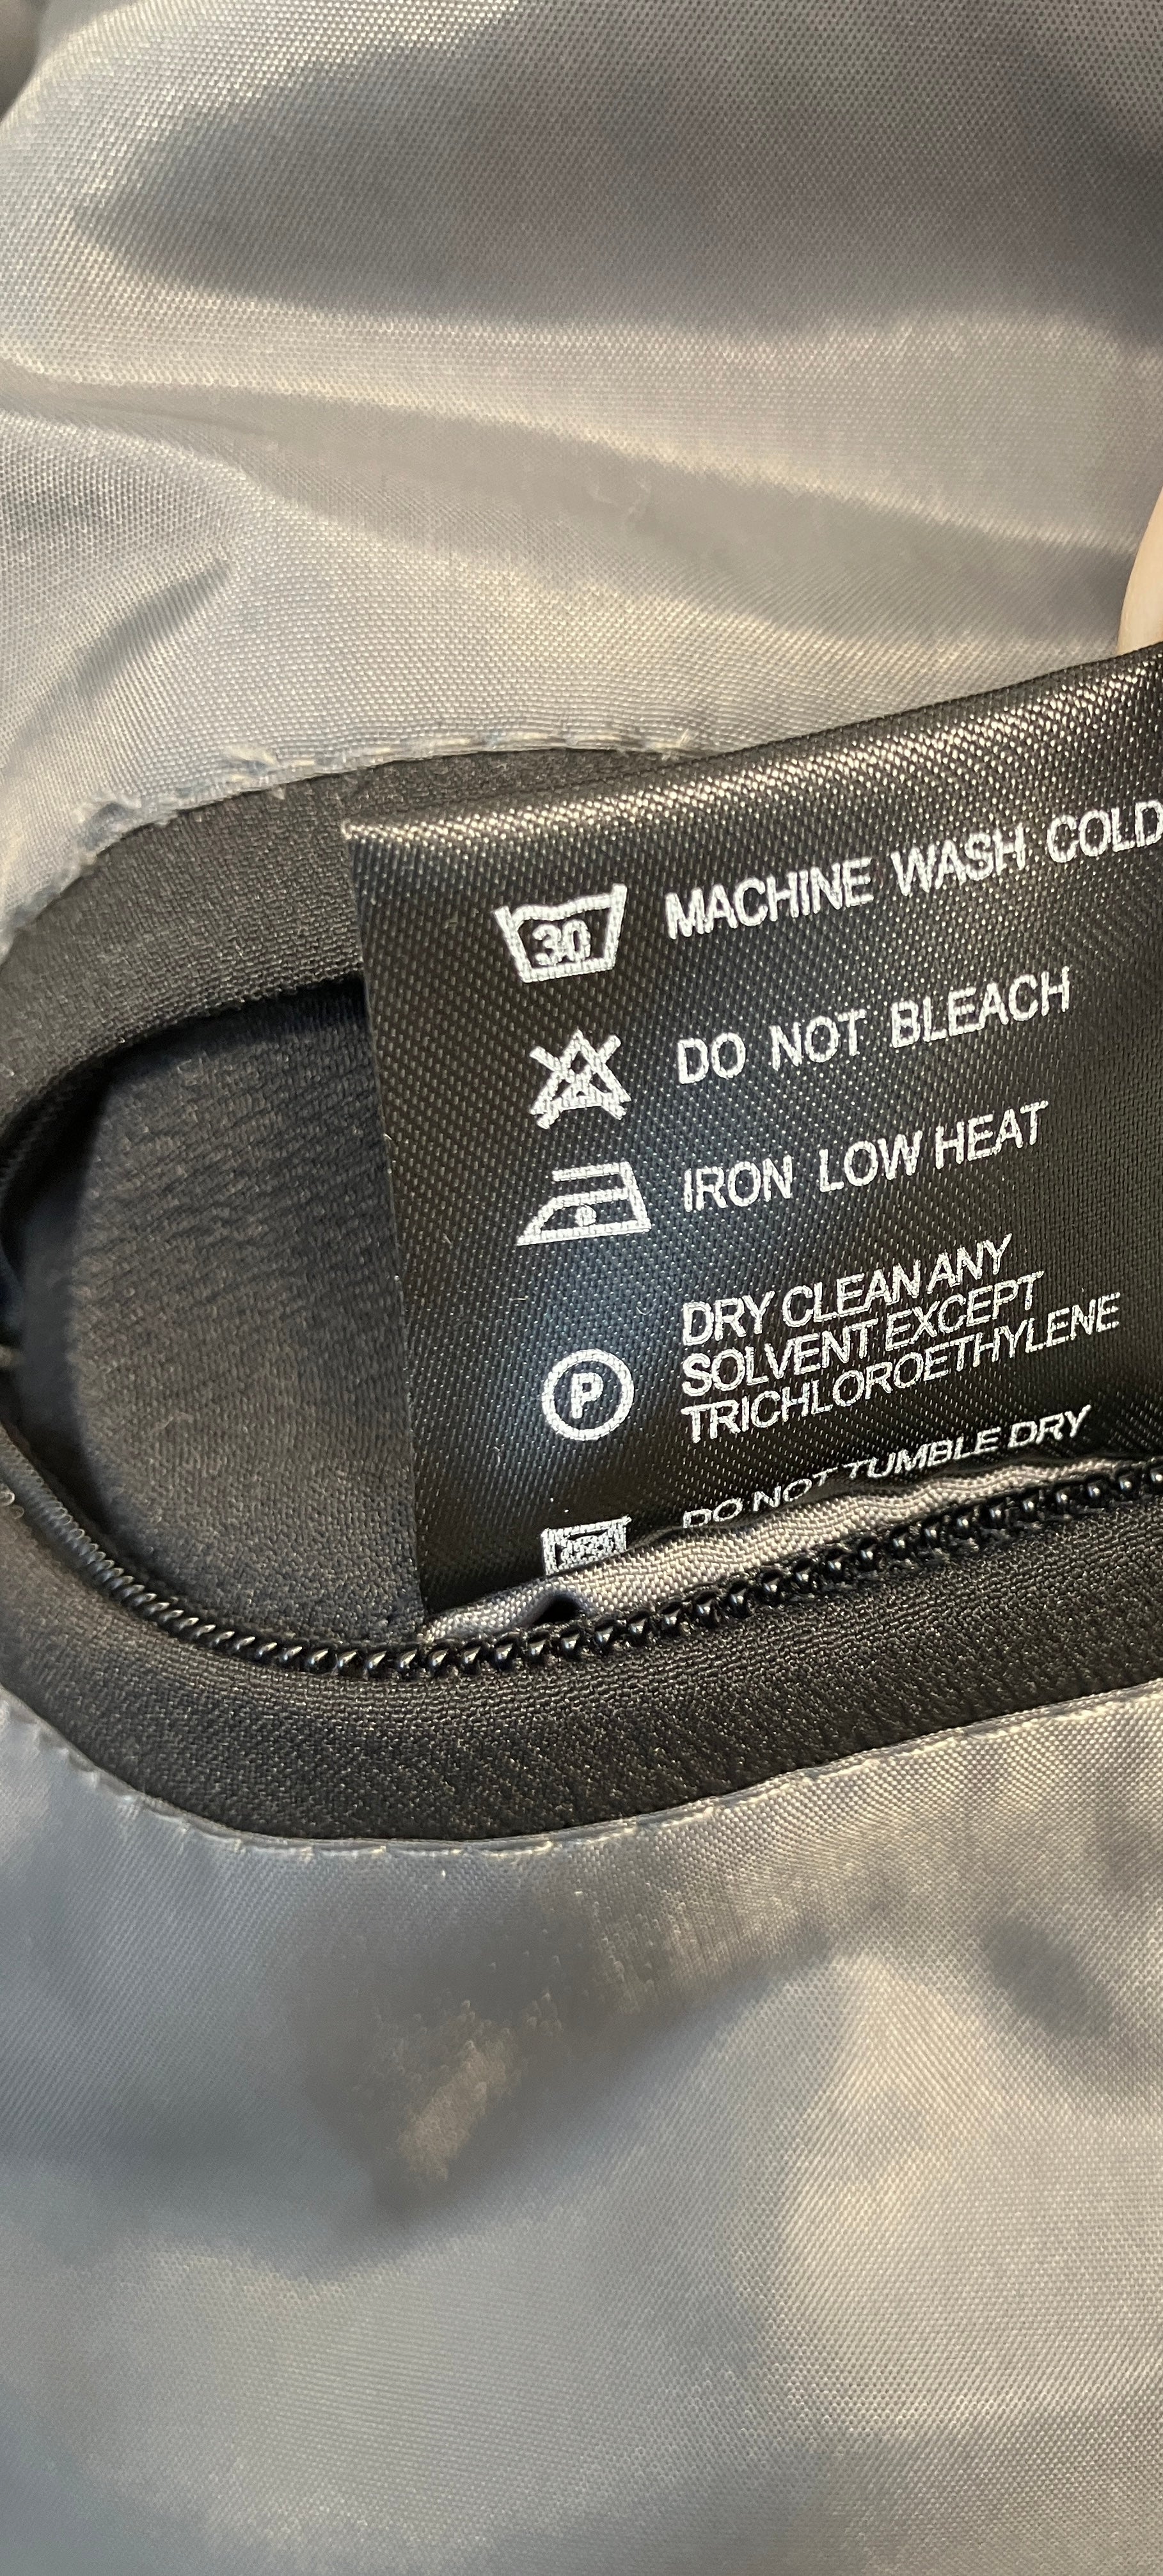 30 MACHINE WASH COLD
DO NOT BLEACH
IRON LOW HEAT
DRY CLEAN ANY
SOLVENT EXCEPT
P TRICHLOROETHYLENE
DO NOT TUMBLE DRY